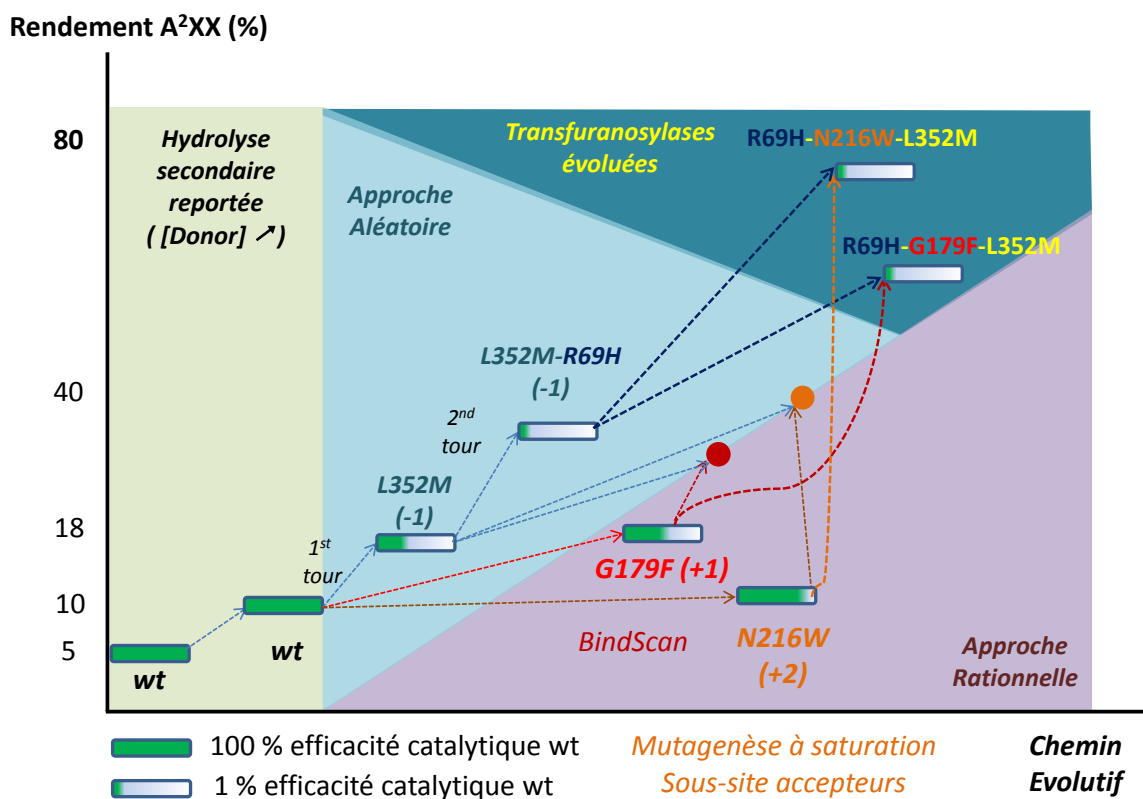 Rendement A²XX (%)
80
40
18
10
5
Hydrolyse
secondaire
reportée
( [Donor] ↗ )
Approche
Aléatoire
Transfuranosylases
évoluées
R69H-N216W-L352M
R69H-G179F-L352M
L352M-R69H
(-1)
2nd
tour
L352M
(-1)
1st
tour
wt
wt
G179F (+1)
BindScan
N216W
(+2)
Approche
Rationnelle
100 % efficacité catalytique wt
1 % efficacité catalytique wt
Mutagenèse à saturation
Sous-site accepteurs
Chemin
Evolutif